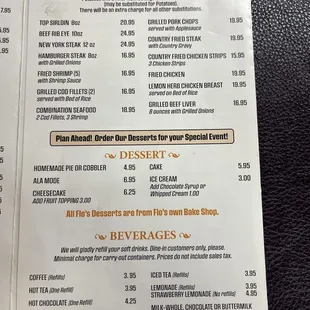 (may be substituted for Potatoes).
There will be an extra charge for all other substitutions.
TOP SIRLOIN 8oz 20.95
BEEF RIB EYE 10oz 22.95
NEW YORK STEAK 12 oz 24.95
HAMBURGER STEAK 8oz 16.95
with Grilled Onions
FRIED SHRIMP (5) 16.95
with Shrimp Sauce
GRILLED COD FILLETS (2) 15.95
served with Bed of Rice
COMBINATION SEAFOOD 18.95
2 Cod Fillets, 3 Shrimp
GRILLED PORK CHOPS 19.95
served with Applesauce
COUNTRY FRIED STEAK 19.95
with Country Gravy
COUNTRY FRIED CHICKEN STRIPS 15.95
3 Chicken Strips
FRIED CHICKEN 19.95
LEMON HERB CHICKEN BREAST 19.95
served on Bed of Rice
GRILLED BEEF LIVER 16.95
8 ounces with Grilled Onions
Plan Ahead! Order Our Desserts for your Special Event!
DESSERT
HOMEMADE PIE OR COBBLER 4.95
ALA MODE 6.95
CHEESECAKE 6.25
ADD FRUIT TOPPING 3.00
CAKE 5.95
ICE CREAM 3.00
Add Chocolate Syrup or
Whipped Cream 1.00
All Flo's Desserts are from Flo's own Bake Shop.
BEVERAGES
We will gladly refill your soft drinks. Dine-in customers only, please.
Minimal charge for carry-out containers. Prices do not include sales tax.
COFFEE (Refills) 3.95
HOT TEA (One Refill) 3.95
HOT CHOCOLATE (One Refill) 4.25
ICED TEA (Refills) 3.95
LEMONADE (Refills) 3.95
STRAWBERRY LEMONADE (No refills) 4.95
MILK-WHOLE, CHOCOLATE OR BUTTERMILK